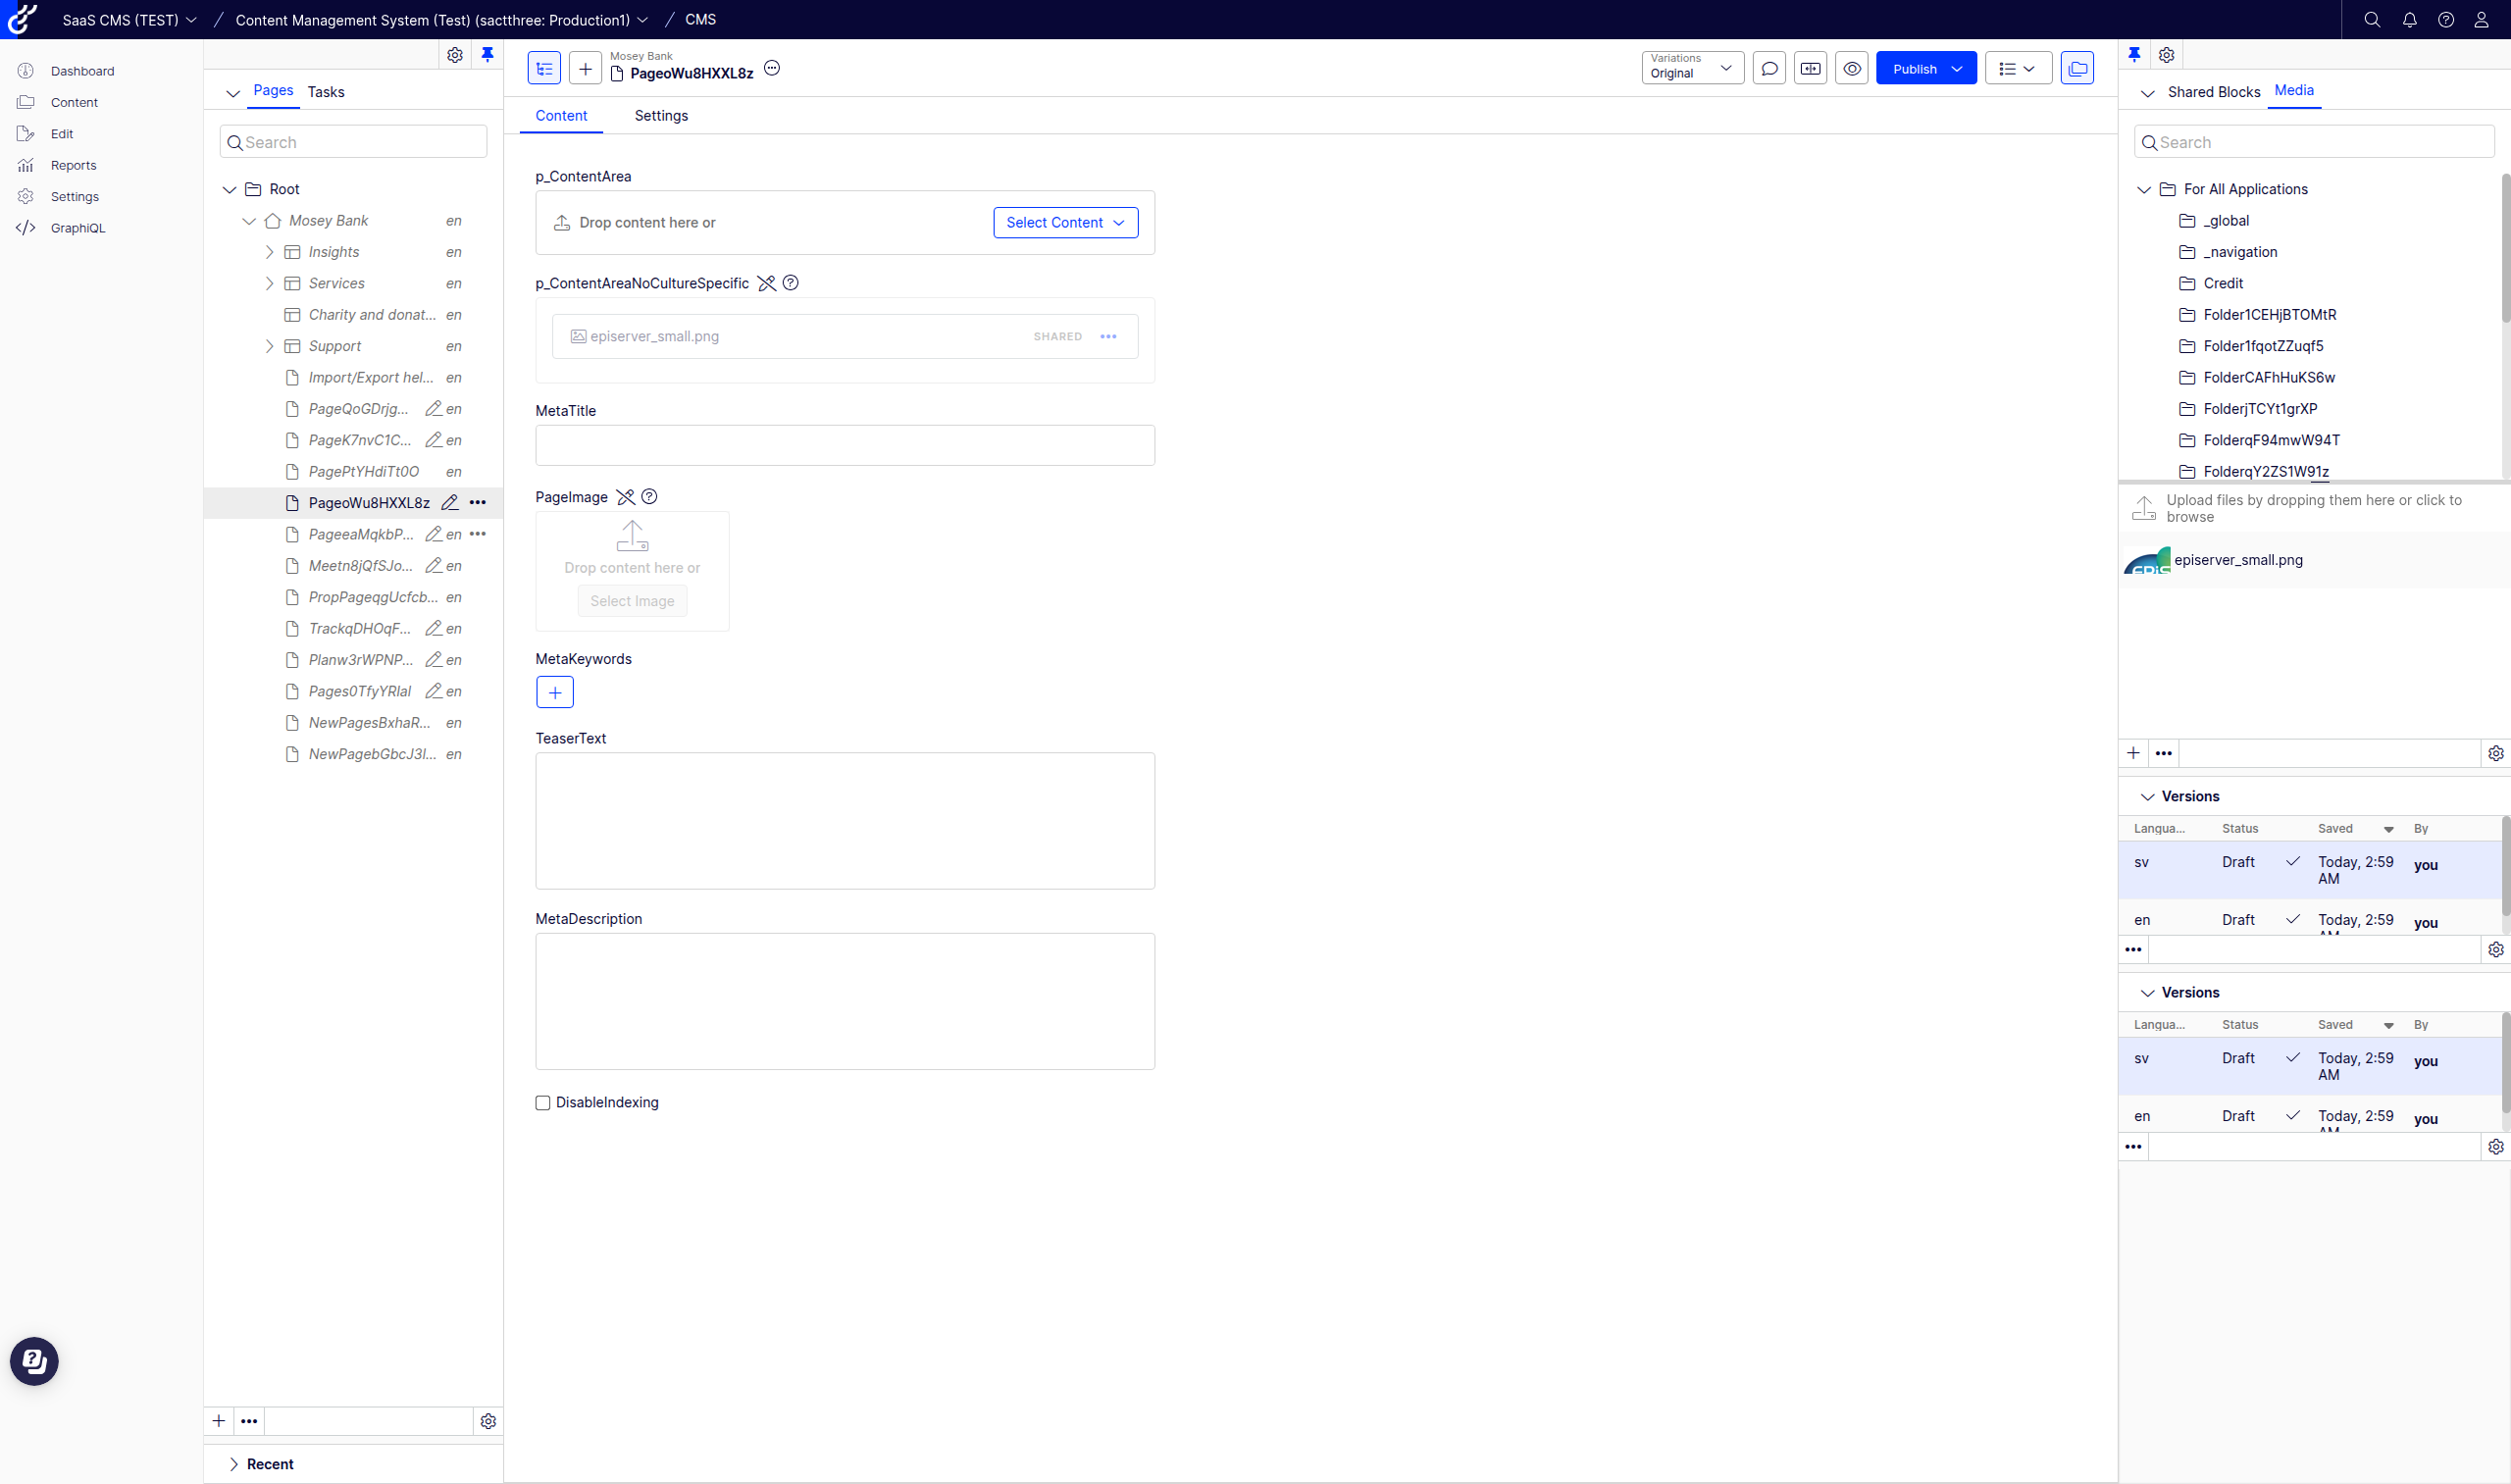 SaaS CMS (TEST)
Content Management System (Test) (sactthree: Production1)
CMS
Dashboard
Content
Edit
Reports
Settings
GraphiQL
Pages
Tasks
Search
Root
Mosey Bank en
Insights en
Services en
Charity and donat... en
Support en
Import/Export hel... en
PageQoGDrjg... en
PageK7nvC1C... en
PagePtYHdiTt0O en
PageoWu8HXXL8z
PageeaMqkbP... en
Meetn8jQfSJo... en
PropPageqgUcfcb... en
TrackqDHOqF... en
Planw3rWPNP... en
Pages0TfyYRlal en
NewPagesBxhaR... en
NewPagebGbcJ3l... en
Recent
Mosey Bank
PageoWu8HXXL8z
Variations
Original
Publish
Content
Settings
p_ContentArea
Drop content here or
Select Content
p_ContentAreaNoCultureSpecific
episerver_small.png
SHARED
MetaTitle
PageImage
Drop content here or
Select Image
MetaKeywords
TeaserText
MetaDescription
DisableIndexing
Shared Blocks
Media
Search
For All Applications
_global
_navigation
Credit
Folder1CEHjBTOMtR
Folder1fqotZZuqf5
FolderCAFhHuKS6w
FolderjTCYt1grXP
FolderqF94mwW94T
FolderqY2ZS1W91z
Upload files by dropping them here or click to
browse
episerver_small.png
Versions
Langua... Status Saved By
sv Draft Today, 2:59 AM you
en Draft Today, 2:59 AM you
Versions
Langua... Status Saved By
sv Draft Today, 2:59 AM you
en Draft Today, 2:59 AM you